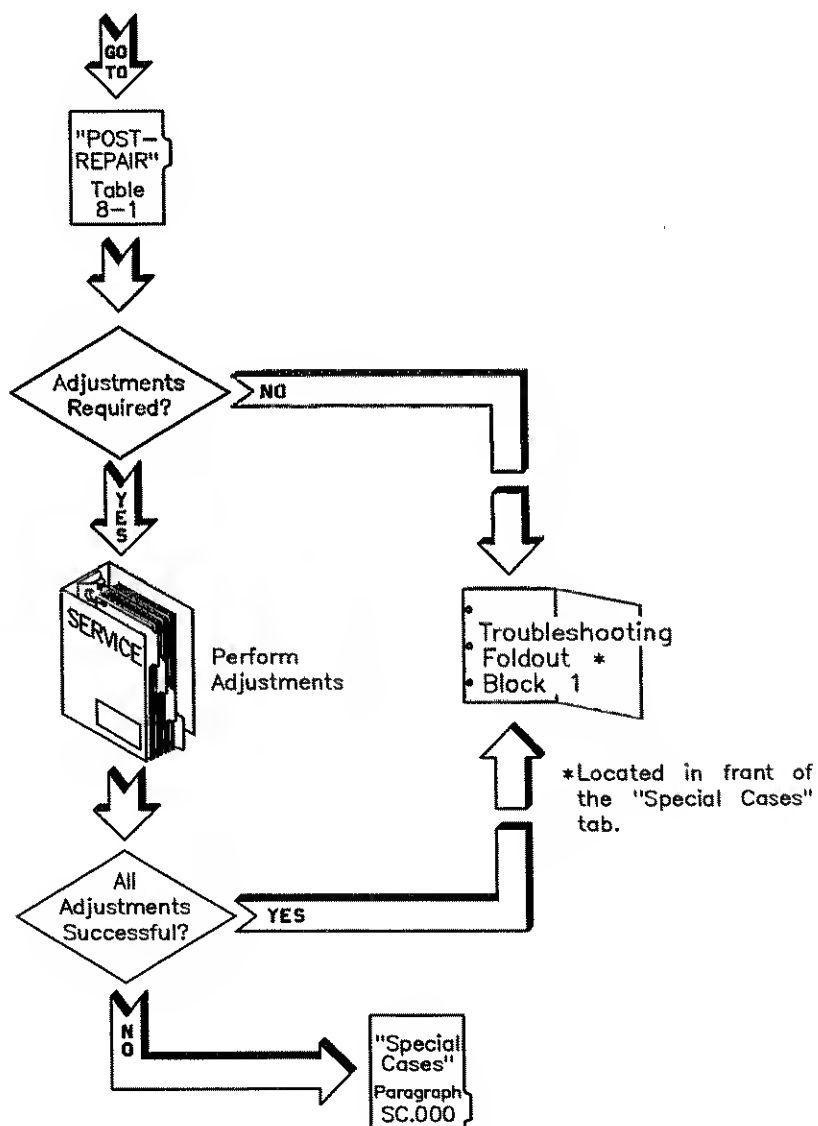 GO
TO
"POST-
REPAIR"
Table
8-1
Adjustments
Required?
NO
YES
SERVICE
Perform
Adjustments
Troubleshooting
Foldout *
Block 1
*Located in front of
the "Special Cases"
tab.
All
Adjustments
Successful?
YES
NO
"Special
Cases"
Paragraph
SC.000